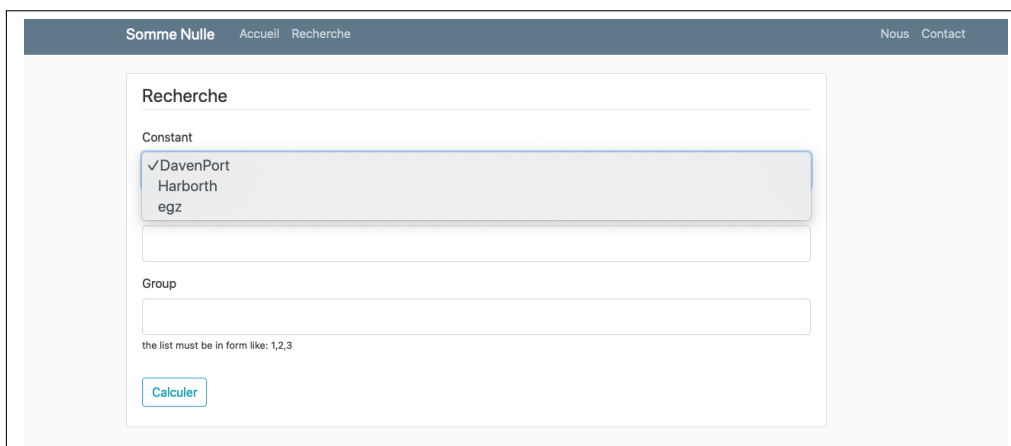 Somme Nulle Accueil Recherche Nous Contact
Recherche
Constant
✓DavenPort
Harborth
egz
Group
the list must be in form like: 1,2,3
Calculer